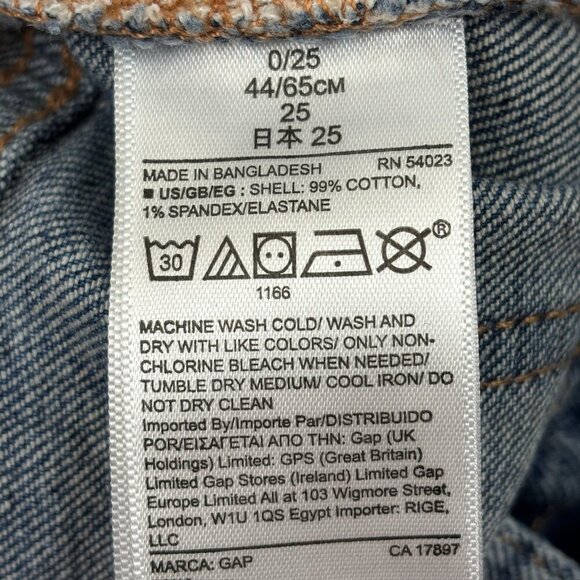 0/25
44/65CM
25
日本 25
MADE IN BANGLADESH RN 54023
■ US/GB/EG : SHELL: 99% COTTON,
1% SPANDEX/ELASTANE
30 ®
1166
MACHINE WASH COLD/ WASH AND
DRY WITH LIKE COLORS/ ONLY NON-
CHLORINE BLEACH WHEN NEEDED/
TUMBLE DRY MEDIUM/ COOL IRON/ DO
NOT DRY CLEAN
Imported By/Importe Par/DISTRIBUIDO
POR/ΕΙΣΑΓΕΤΑΙ ΑΠΟ ΤΗΝ: Gap (UK
Holdings) Limited: GPS (Great Britain)
Limited Gap Stores (Ireland) Limited Gap
Europe Limited All at 103 Wigmore Street,
London, W1U 1QS Egypt Importer: RIGE,
LLC
MARCA: GAP CA 17897